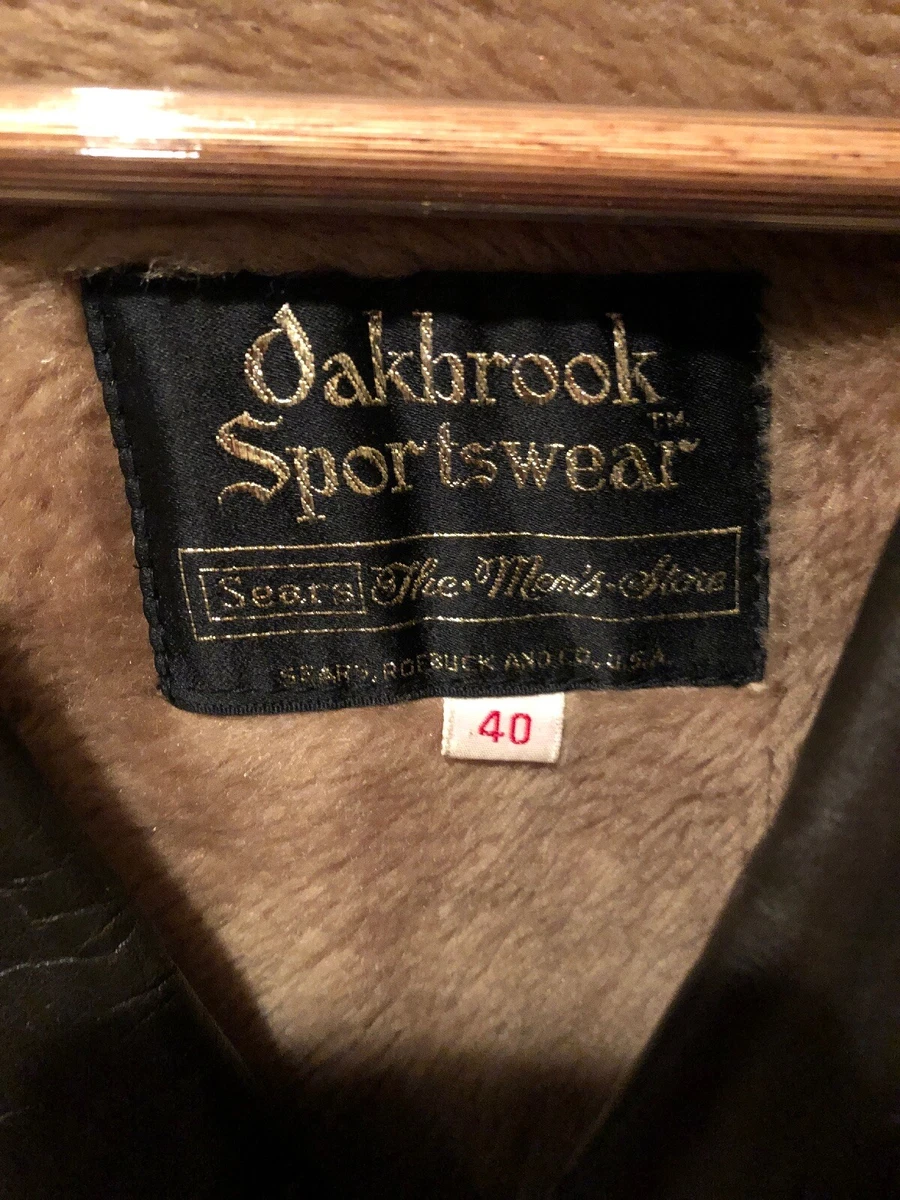 Oakbrook
Sportswear™
Sears The Men's Store
SEARS, ROEBUCK AND CO. U.S.A.
40